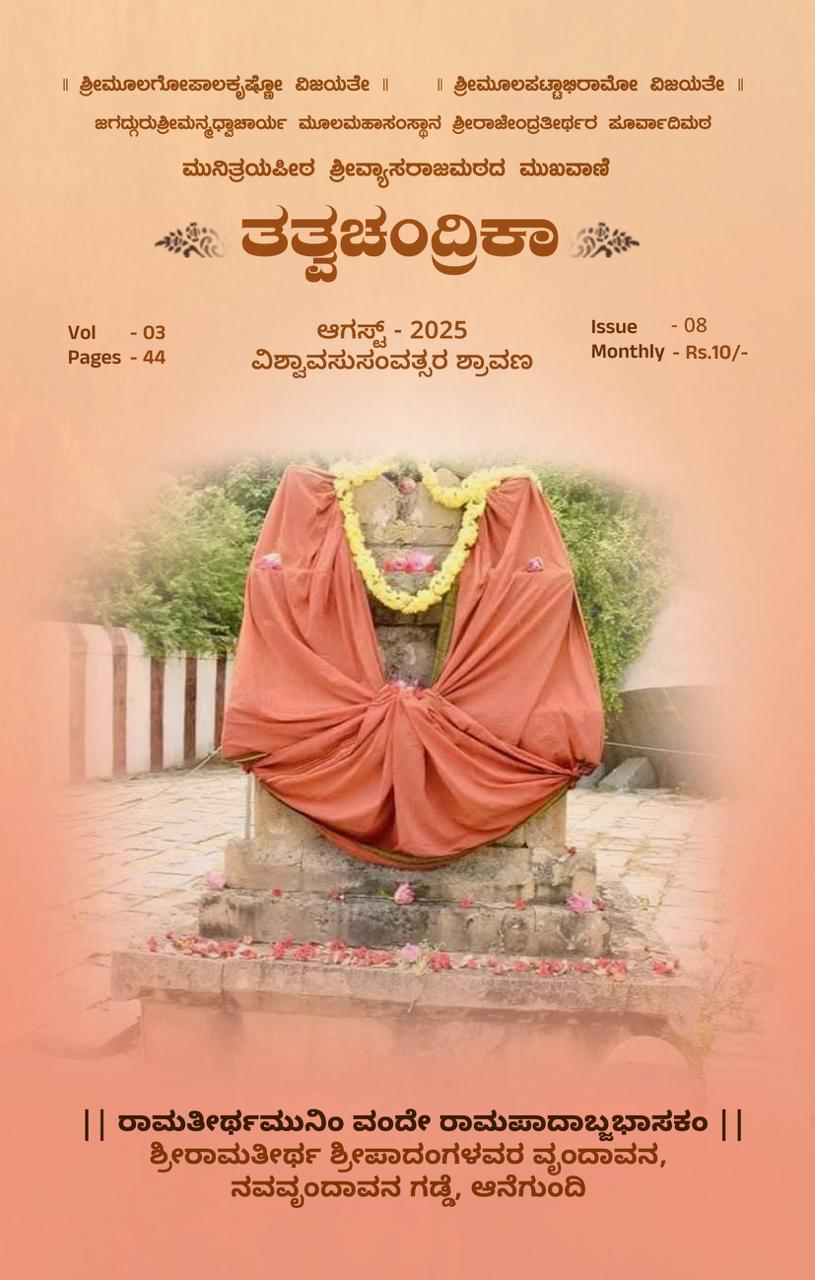 ॥ ಶ್ರೀಮೂಲಗೋಪಾಲಕೃಷ್ಣೋ ವಿಜಯತೇ ॥ ॥ ಶ್ರೀಮೂಲಪಟ್ಟಾಭಿರಾಮೋ ವಿಜಯತೇ ॥
ಜಗದ್ಗುರುಶ್ರೀಮನ್ಮಧ್ವಾಚಾರ್ಯ ಮೂಲಮಹಾಸಂಸ್ಥಾನ ಶ್ರೀರಾಜೇಂದ್ರತೀರ್ಥರ ಪೂರ್ವಾದಿಮಠ
ಮುನಿತ್ರಯಪೀಠ ಶ್ರೀವ್ಯಾಸರಾಜಮಠದ ಮುಖವಾಣಿ
ತತ್ವಚಂದ್ರಿಕಾ
Vol - 03
Pages - 44
ಆಗಸ್ಟ್ - 2025
ವಿಶ್ವಾವಸುಸಂವತ್ಸರ ಶ್ರಾವಣ
Issue - 08
Monthly - Rs.10/-
|| ರಾಮತೀರ್ಥಮುನಿಂ ವಂದೇ ರಾಮಪಾದಾಬ್ಜಭಾಸಕಂ ||
ಶ್ರೀರಾಮತೀರ್ಥ ಶ್ರೀಪಾದಂಗಳವರ ವೃಂದಾವನ,
ನವವೃಂದಾವನ ಗಡ್ಡೆ, ಆನೆಗುಂದಿ